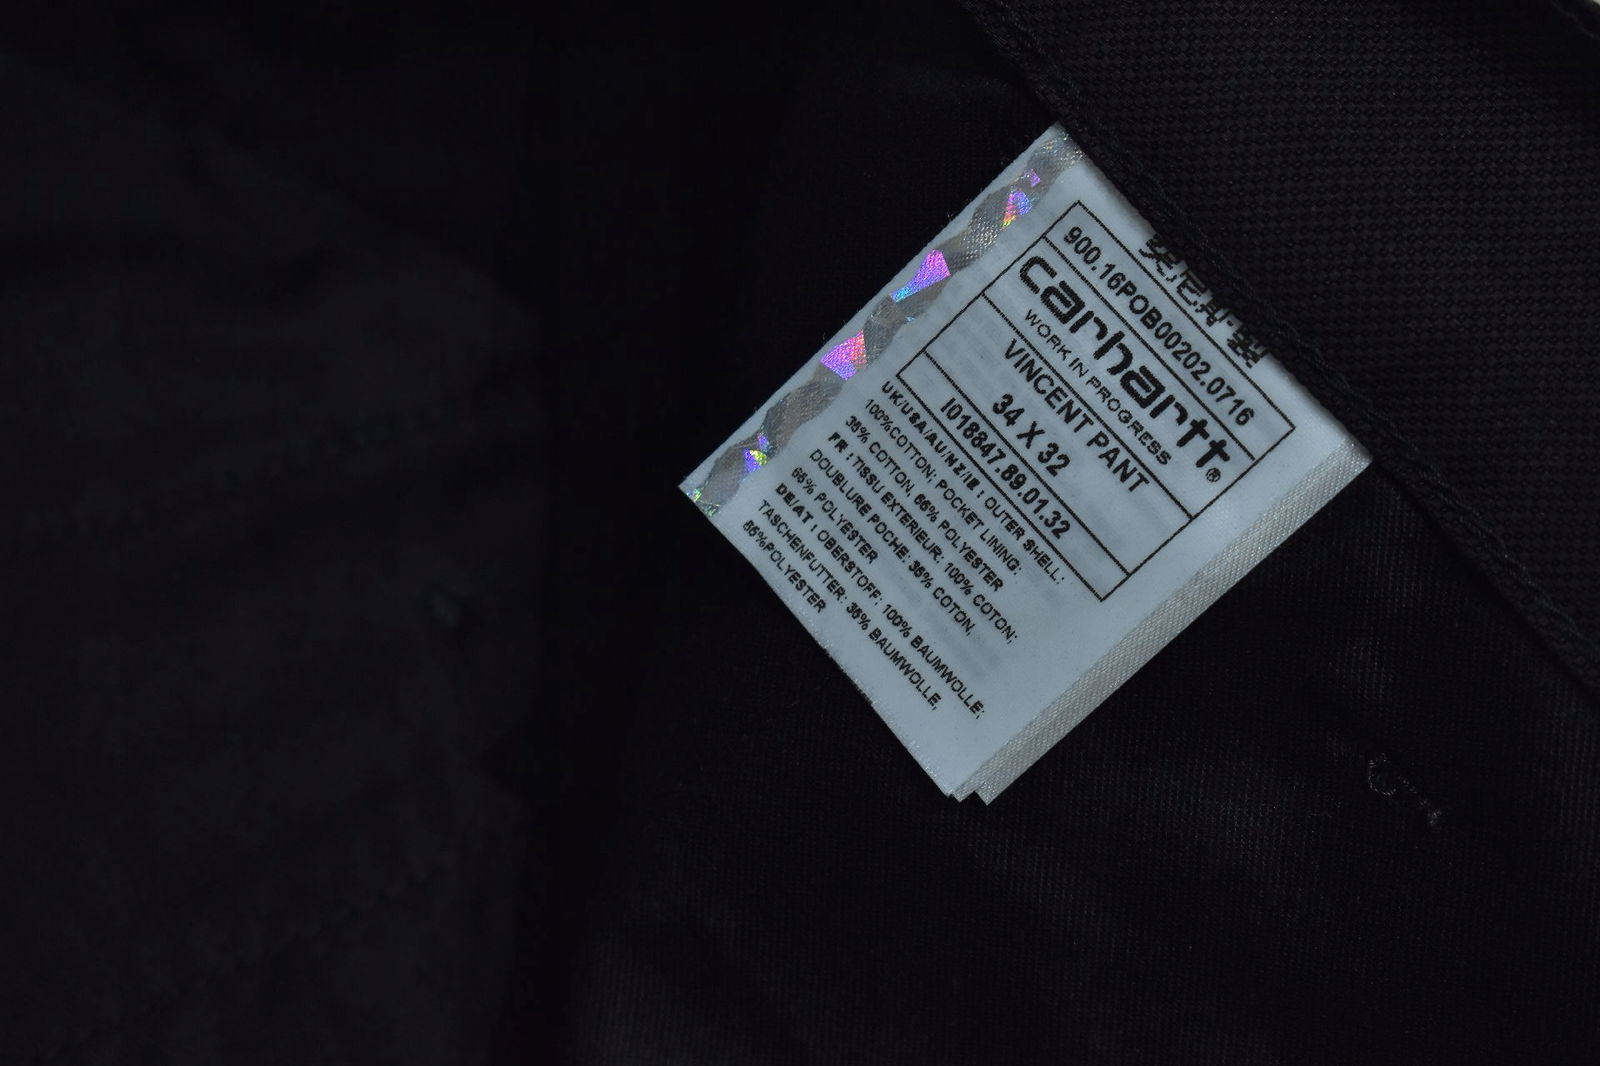 900.16POB00202.0716
carhartt®
WORK IN PROGRESS
VINCENT PANT
34 X 32
I018847.89.01.32
UK/USA/AU/NZ/IE : OUTER SHELL:
100%COTTON; POCKET LINING:
35% COTTON, 65% POLYESTER
FR : TISSU EXTERIEUR: 100% COTON;
DOUBLURE POCHE: 35% COTON,
65% POLYESTER
DE/AT : OBERSTOFF: 100% BAUMWOLLE;
TASCHENFUTTER: 35% BAUMWOLLE,
65%POLYESTER